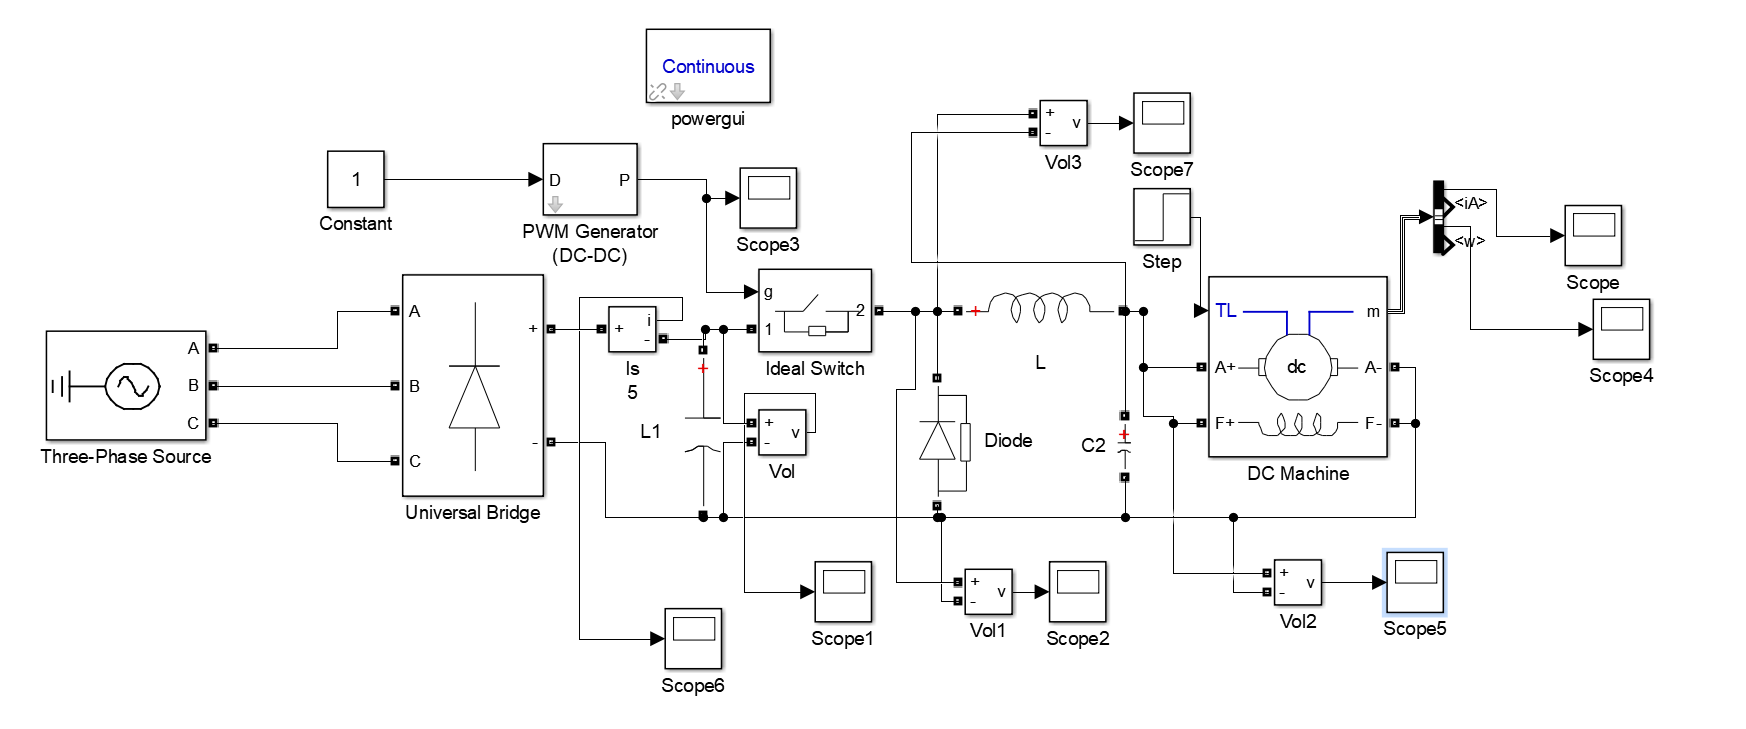 Continuous
powergui
1
Constant
D
P
PWM Generator
(DC-DC)
Scope3
+
-
v
Vol3
Scope7
Step
<iA>
<w>
Scope
Scope4
A
B
C
Three-Phase Source
A
B
C
+
-
Universal Bridge
+
i
-
Is
5
g
1
2
Ideal Switch
+
L
TL
m
A+
dc
A-
F+
F-
DC Machine
+
L1
+
-
v
Vol
Diode
+
C2
Scope6
Scope1
+
-
v
Vol1
Scope2
+
-
v
Vol2
Scope5